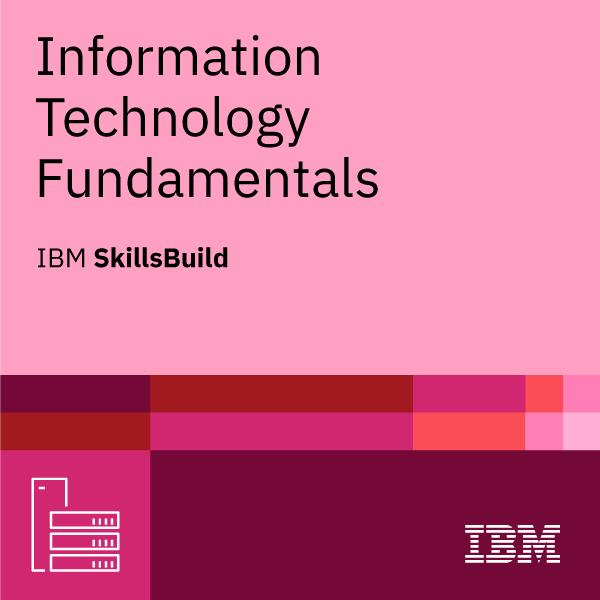 Information
Technology
Fundamentals
IBM SkillsBuild
IBM